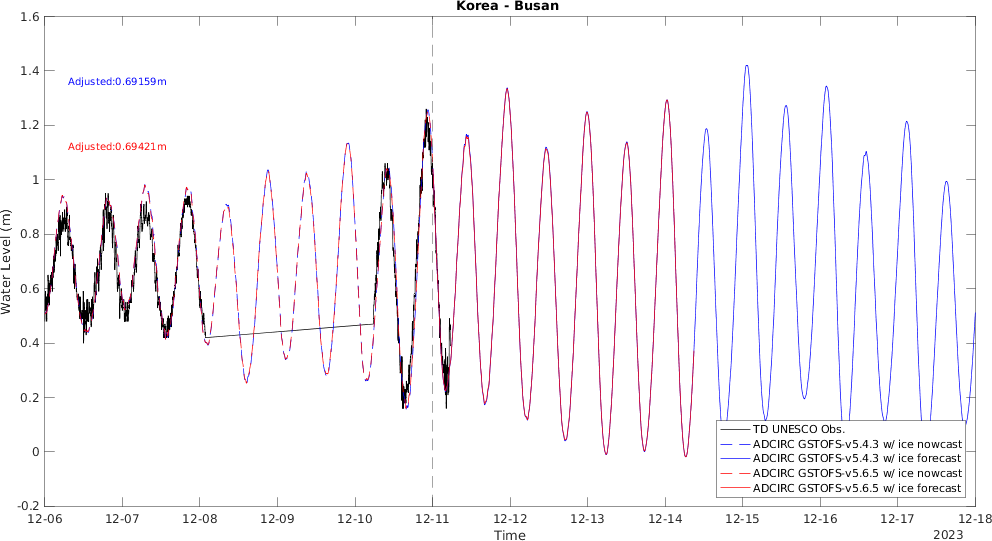 Korea - Busan
1.6
1.4
1.2
1
0.8
0.6
0.4
0.2
0
-0.2
Water Level (m)
Adjusted:0.69159m
Adjusted:0.69421m
TD UNESCO Obs.
ADCIRC GSTOFS-v5.4.3 w/ ice nowcast
ADCIRC GSTOFS-v5.4.3 w/ ice forecast
ADCIRC GSTOFS-v5.6.5 w/ ice nowcast
ADCIRC GSTOFS-v5.6.5 w/ ice forecast
12-06 12-07 12-08 12-09 12-10 12-11 12-12 12-13 12-14 12-15 12-16 12-17 12-18
Time
2023